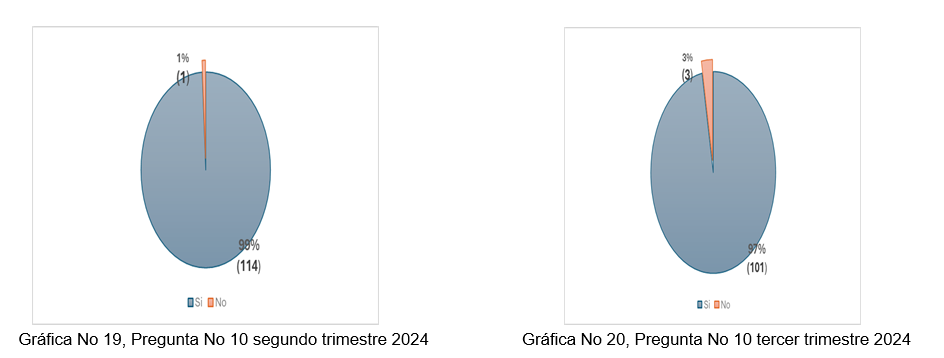 1%
(1)
99%
(114)
Si No
Gráfica No 19, Pregunta No 10 segundo trimestre 2024
3%
(3)
97%
(101)
Si No
Gráfica No 20, Pregunta No 10 tercer trimestre 2024